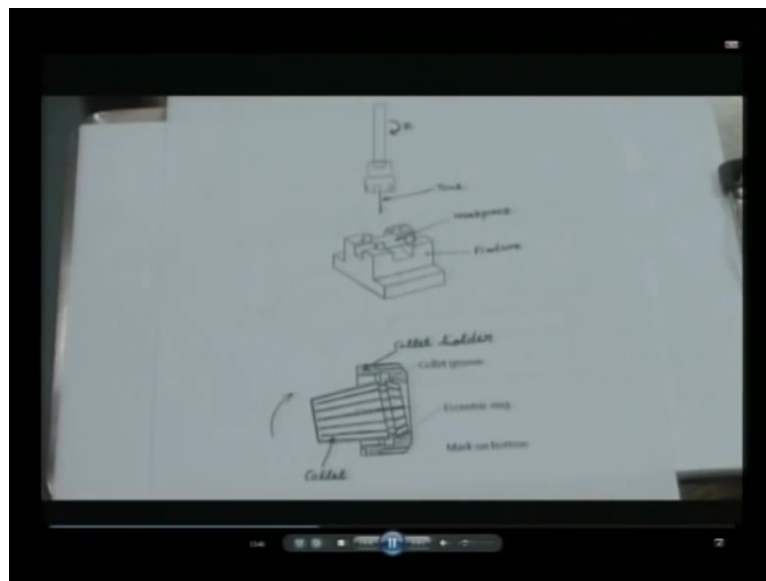 Tool
Workpiece
Fixture
Collet holder
Collet groove
Eccentric ring
Mark on bottom
Collet